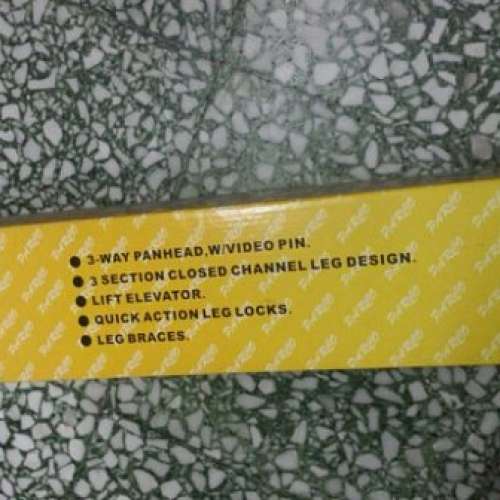 ● 3-WAY PANHEAD,W/VIDEO PIN.
● 3 SECTION CLOSED CHANNEL LEG DESIGN.
● LIFT ELEVATOR.
● QUICK ACTION LEG LOCKS.
● LEG BRACES.